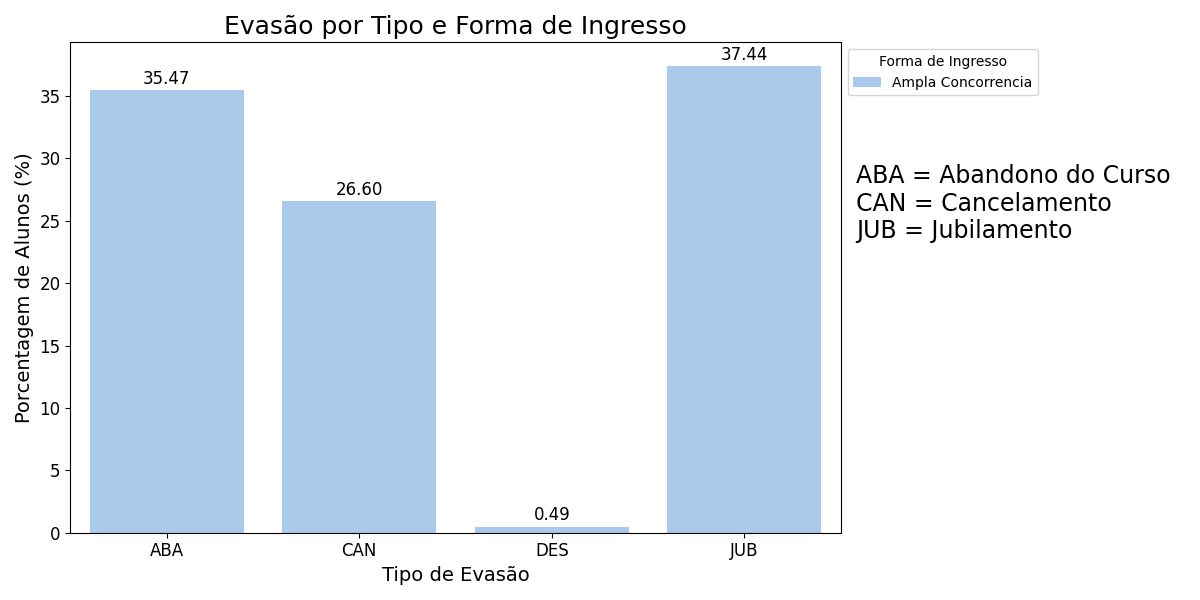 Evasão por Tipo e Forma de Ingresso
Porcentagem de Alunos (%)
35
30
25
20
15
10
5
0
35.47
26.60
0.49
37.44
ABA
CAN
DES
JUB
Tipo de Evasão
Forma de Ingresso
Ampla Concorrencia
ABA = Abandono do Curso
CAN = Cancelamento
JUB = Jubilamento